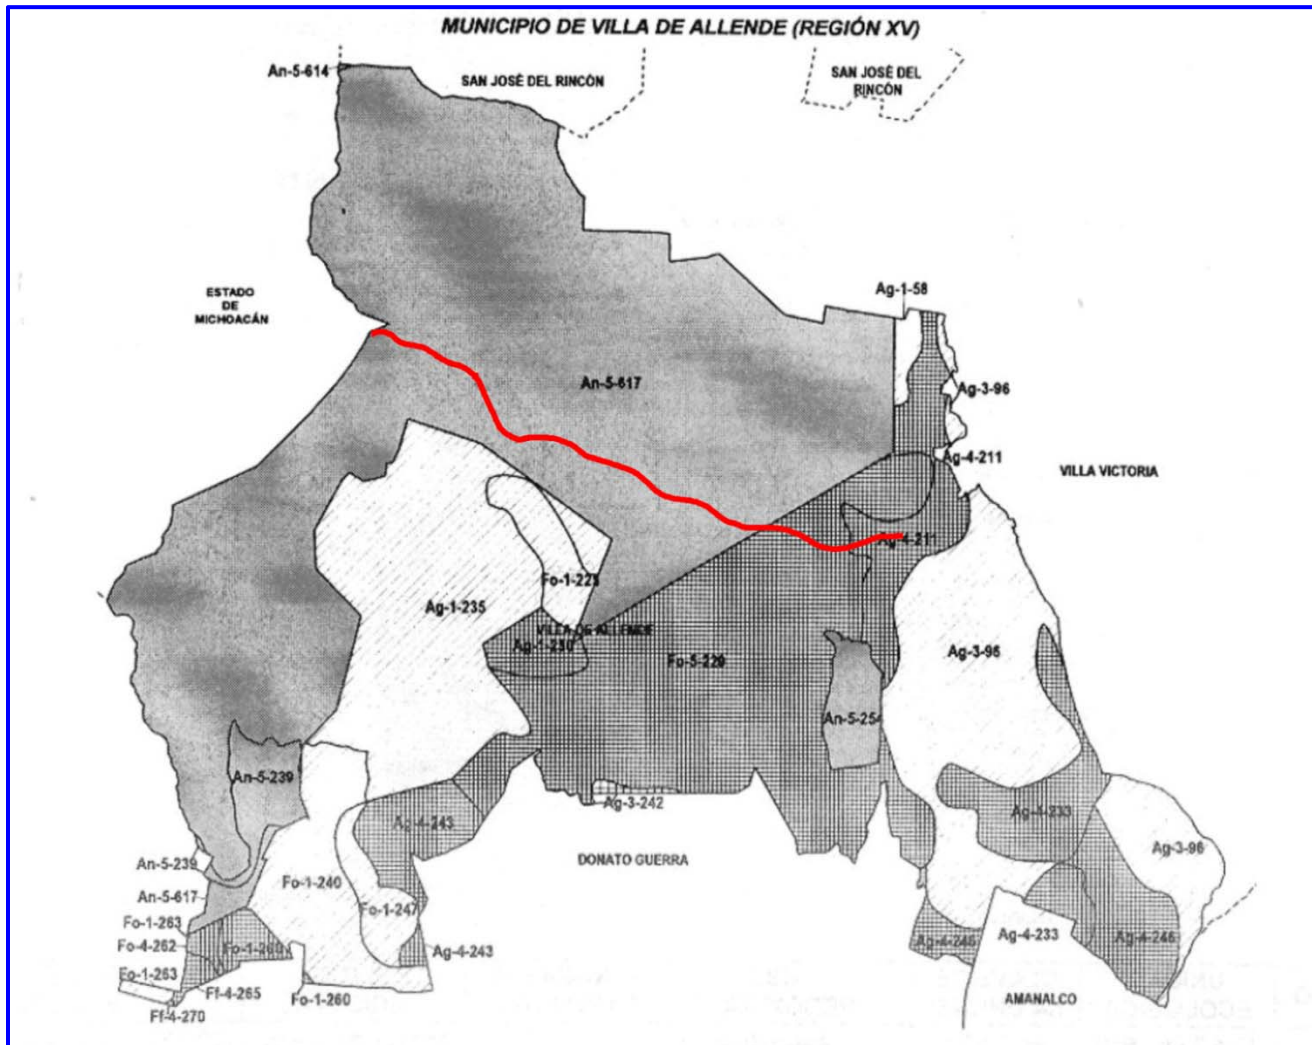 MUNICIPIO DE VILLA DE ALLENDE (REGIÓN XV)
An-5-614
SAN JOSÉ DEL RINCÓN
SAN JOSÉ DEL
RINCÓN
ESTADO
DE
MICHOACÁN
Ag-1-58
An-5-617
Ag-3-96
Ag-4-211
VILLA VICTORIA
Ag-4-211
Fo-1-223
Ag-1-235
VILLA DE ALLENDE
Ag-1-230
Fo-5-229
Ag-3-96
An-5-254
An-5-239
Ag-3-242
Ag-4-243
Ag-4-233
DONATO GUERRA
Ag-3-96
An-5-239
Fo-1-240
An-5-617
Fo-1-247
Fo-1-263
Fo-4-262
Fo-1-260
Ag-4-243
Ag-4-246
Ag-4-233
Ag-4-246
Fo-1-263
Ff-4-265
Fo-1-260
AMANALCO
Ff-4-270